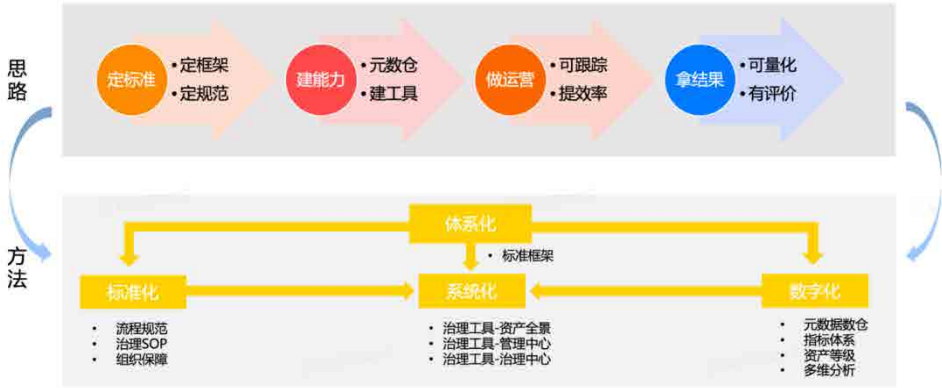 思路
定标准
• 定框架
• 定规范
建能力
• 元数仓
• 建工具
做运营
• 可跟踪
• 提效率
拿结果
• 可量化
• 有评价
方法
体系化
• 标准框架
标准化
系统化
数字化
• 流程规范
• 治理SOP
• 组织保障
• 治理工具-资产全景
• 治理工具-管理中心
• 治理工具-治理中心
• 元数据数仓
• 指标体系
• 资产等级
• 多维分析